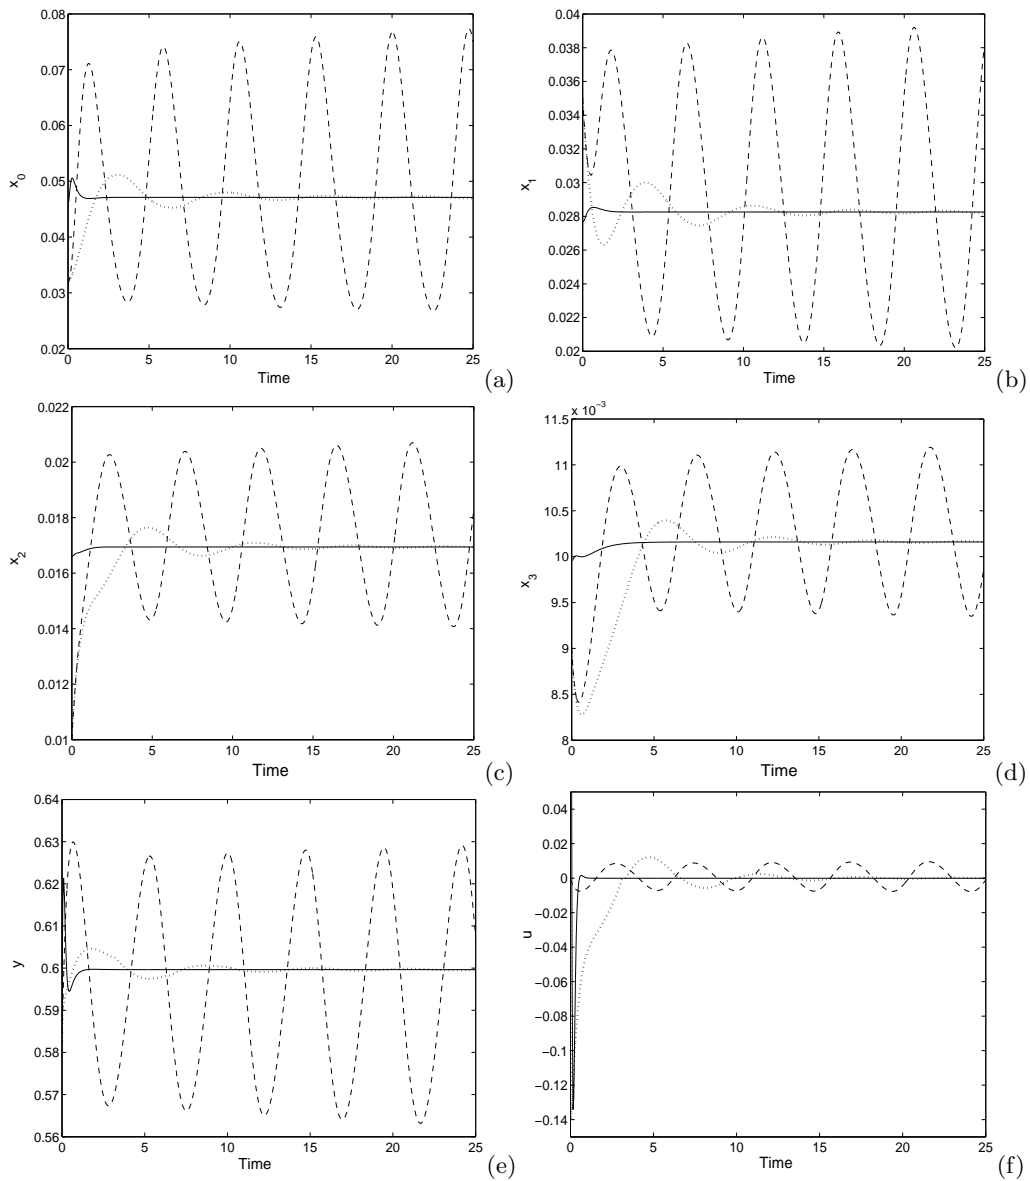 0.08
0.07
0.06
0.05
0.04
0.03
0.02
x0
0 5 10 15 20 25
Time
(a)
0.04
0.038
0.036
0.034
0.032
0.03
0.028
0.026
0.024
0.022
0.02
x1
0 5 10 15 20 25
Time
(b)
0.022
0.02
0.018
0.016
0.014
0.012
0.01
x2
0 5 10 15 20 25
Time
(c)
x 10−3
11.5
11
10.5
10
9.5
9
8.5
8
x3
0 5 10 15 20 25
Time
(d)
0.64
0.63
0.62
0.61
0.6
0.59
0.58
0.57
0.56
y
0 5 10 15 20 25
Time
(e)
0.04
0.02
0
−0.02
−0.04
−0.06
−0.08
−0.1
−0.12
−0.14
u
0 5 10 15 20 25
Time
(f)